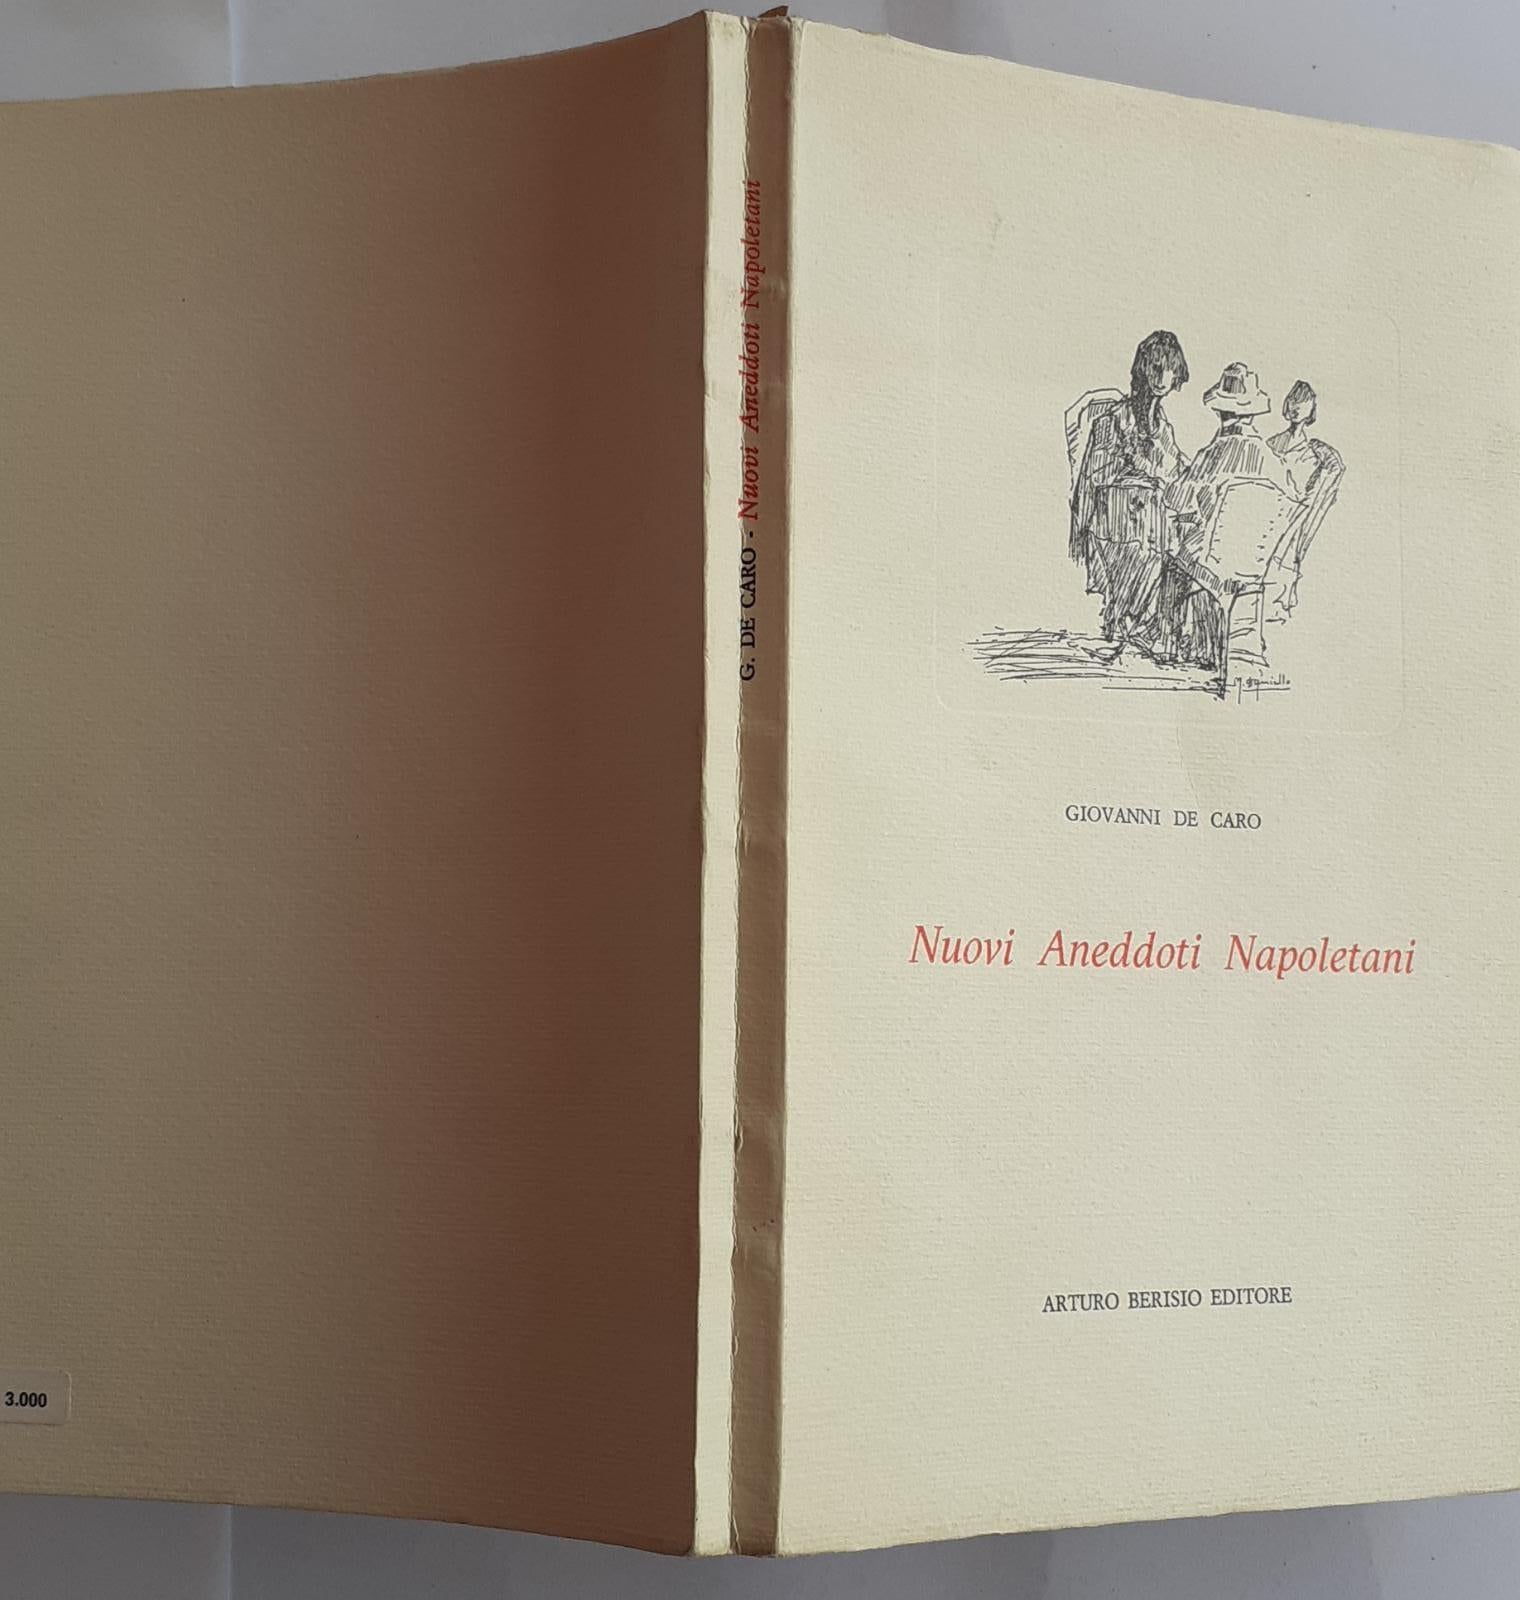 G. DE CARO - Nuovi Aneddoti Napoletani
GIOVANNI DE CARO
Nuovi Aneddoti Napoletani
ARTURO BERISIO EDITORE
3.000